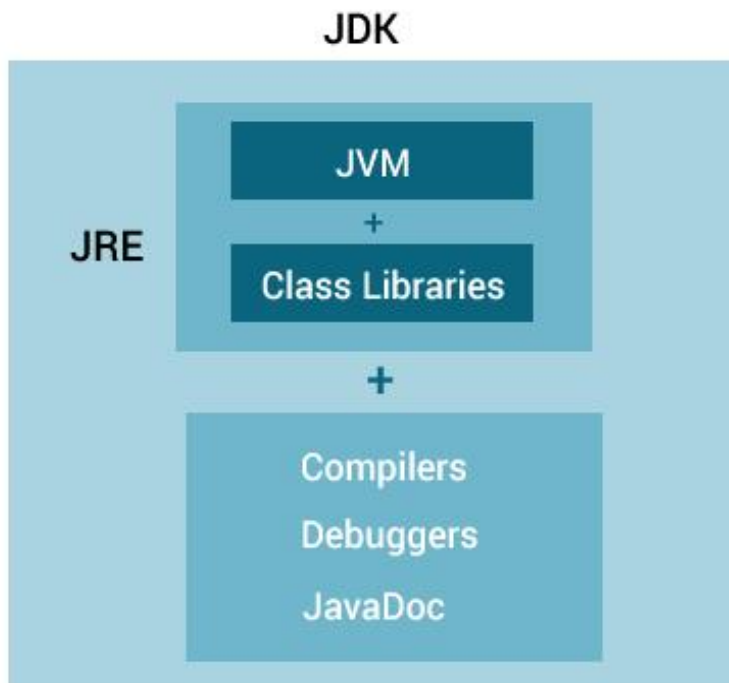 JDK
JVM
+
JRE
Class Libraries
+
Compilers
Debuggers
JavaDoc